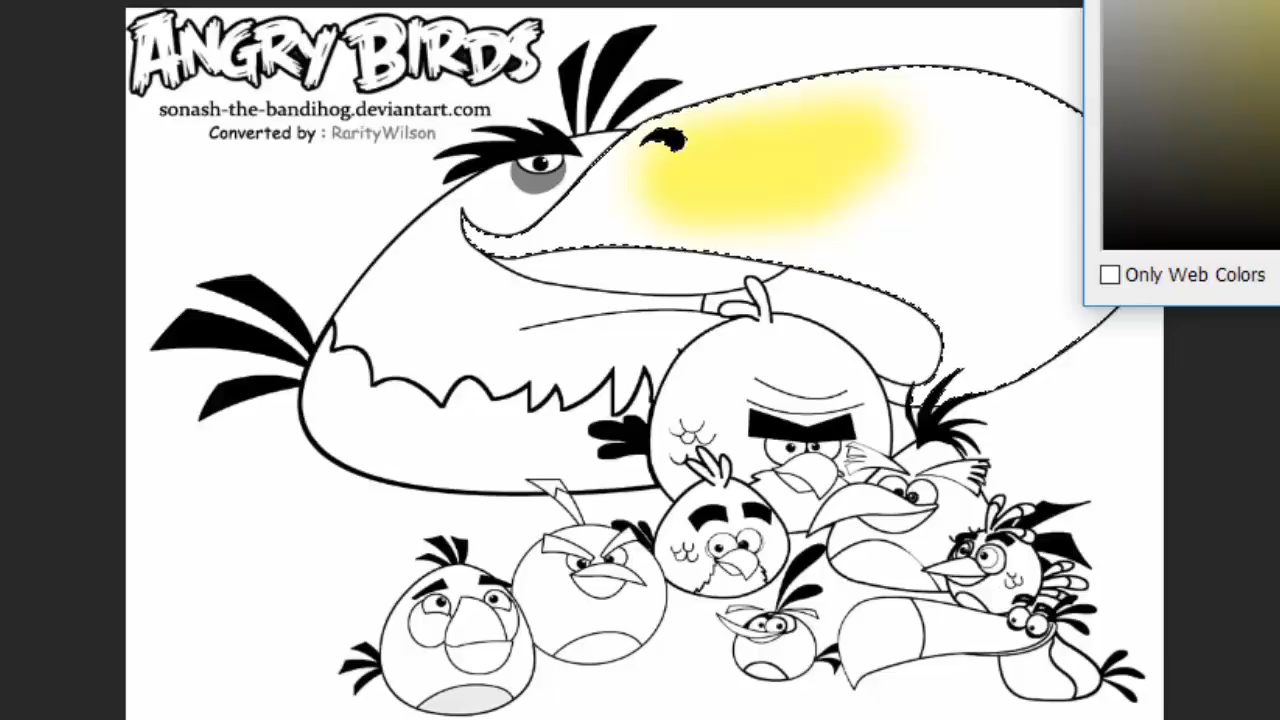 ANGRY BIRDS
sonash-the-bandihog.deviantart.com
Converted by : RarityWilson
Only Web Colors